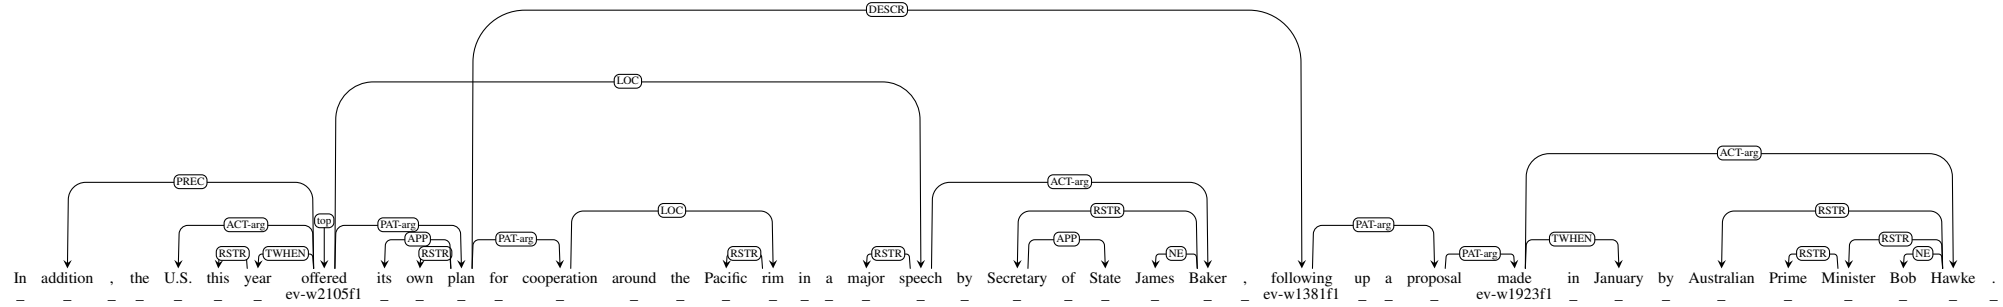 DESCR
LOC
ACT-arg
PREC ACT-arg
LOC RSTR RSTR
ACT-arg top PAT-arg PAT-arg
APP PAT-arg APP TWHEN RSTR
RSTR TWHEN RSTR RSTR RSTR NE PAT-arg RSTR NE
In addition , the U.S. this year offered its own plan for cooperation around the Pacific rim in a major speech by Secretary of State James Baker , following up a proposal made in January by Australian Prime Minister Bob Hawke .
_ _ _ _ _ _ _ ev-w2105f1 _ _ _ _ _ _ _ _ _ _ _ _ _ _ _ _ _ _ _ _ ev-w1381f1 _ _ _ ev-w1923f1 _ _ _ _ _ _ _ _ _